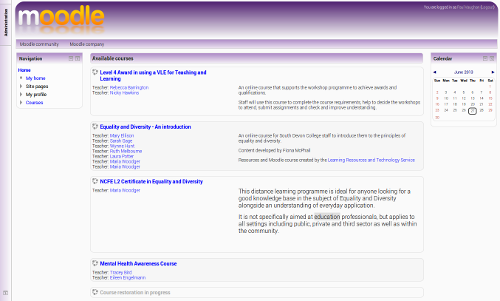 Administration
moodle
You are logged in as
(Logout)
Moodle community
Moodle company
Navigation
Home
My home
Site pages
My profile
Courses
Available courses
Level 4 Award in using a VLE for Teaching and
Learning
Teacher: Rebecca Barrington
Teacher: Nicky Hawkins
An online course that supports the workshop programme to achieve awards and
qualifications.
Staff will use this course to complete the course requirements, help to decide the workshops
to attend, submit assignments and check and improve understanding.
Equality and Diversity - An introduction
Teacher: Mary Ellison
Teacher: Sarah Gage
Teacher: Wynne Hunt
Teacher: Ruth Melbourne
Teacher: Laura Potter
Teacher: Maria Woodger
An online course for South Devon College staff to introduce them to the principles of
equality and diversity.
Content developed by Fiona McPhail
Resources and Moodle course created by the Learning Resources and Technology Service
NCFE L2 Certificate in Equality and Diversity
Teacher: Maria Woodger
This distance learning programme is ideal for anyone looking for a
good knowledge base in the subject of Equality and Diversity
alongside an understanding of everyday application.
It is not specifically aimed at education professionals, but applies to
all settings including public, private and third sector as well as within
the community.
Mental Health Awareness Course
Teacher: Tracey Bird
Teacher: Eileen Engelmann
Course restoration in progress
Calendar
June 2013
Sun Mon Tue Wed Thu Fri Sat
1
2 3 4 5 6 7 8
9 10 11 12 13 14 15
16 17 18 19 20 21 22
23 24 25 26 27 28 29
30